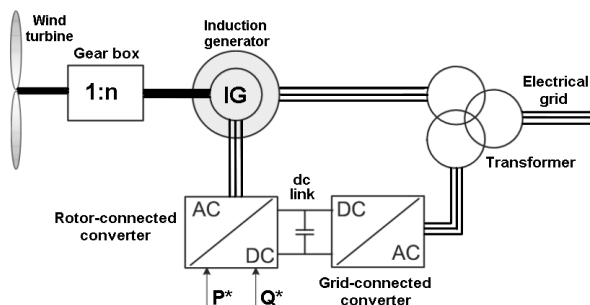 Wind
turbine
Gear box
1:n
Induction
generator
IG
Electrical
grid
Transformer
Rotor-connected
converter
AC
DC
dc
link
DC
AC
Grid-connected
converter
P*
Q*